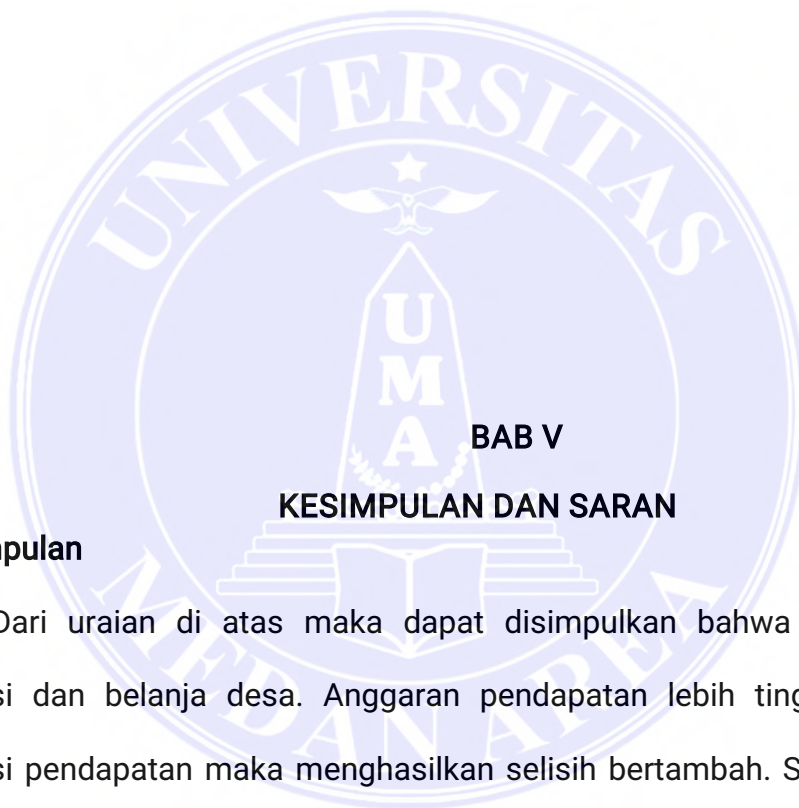 UNIVERSITAS
U
M
A
MEDAN AREA
BAB V
KESIMPULAN DAN SARAN
pulan
Dari uraian di atas maka dapat disimpulkan bahwa
si dan belanja desa. Anggaran pendapatan lebih ting
si pendapatan maka menghasilkan selisih bertambah. S